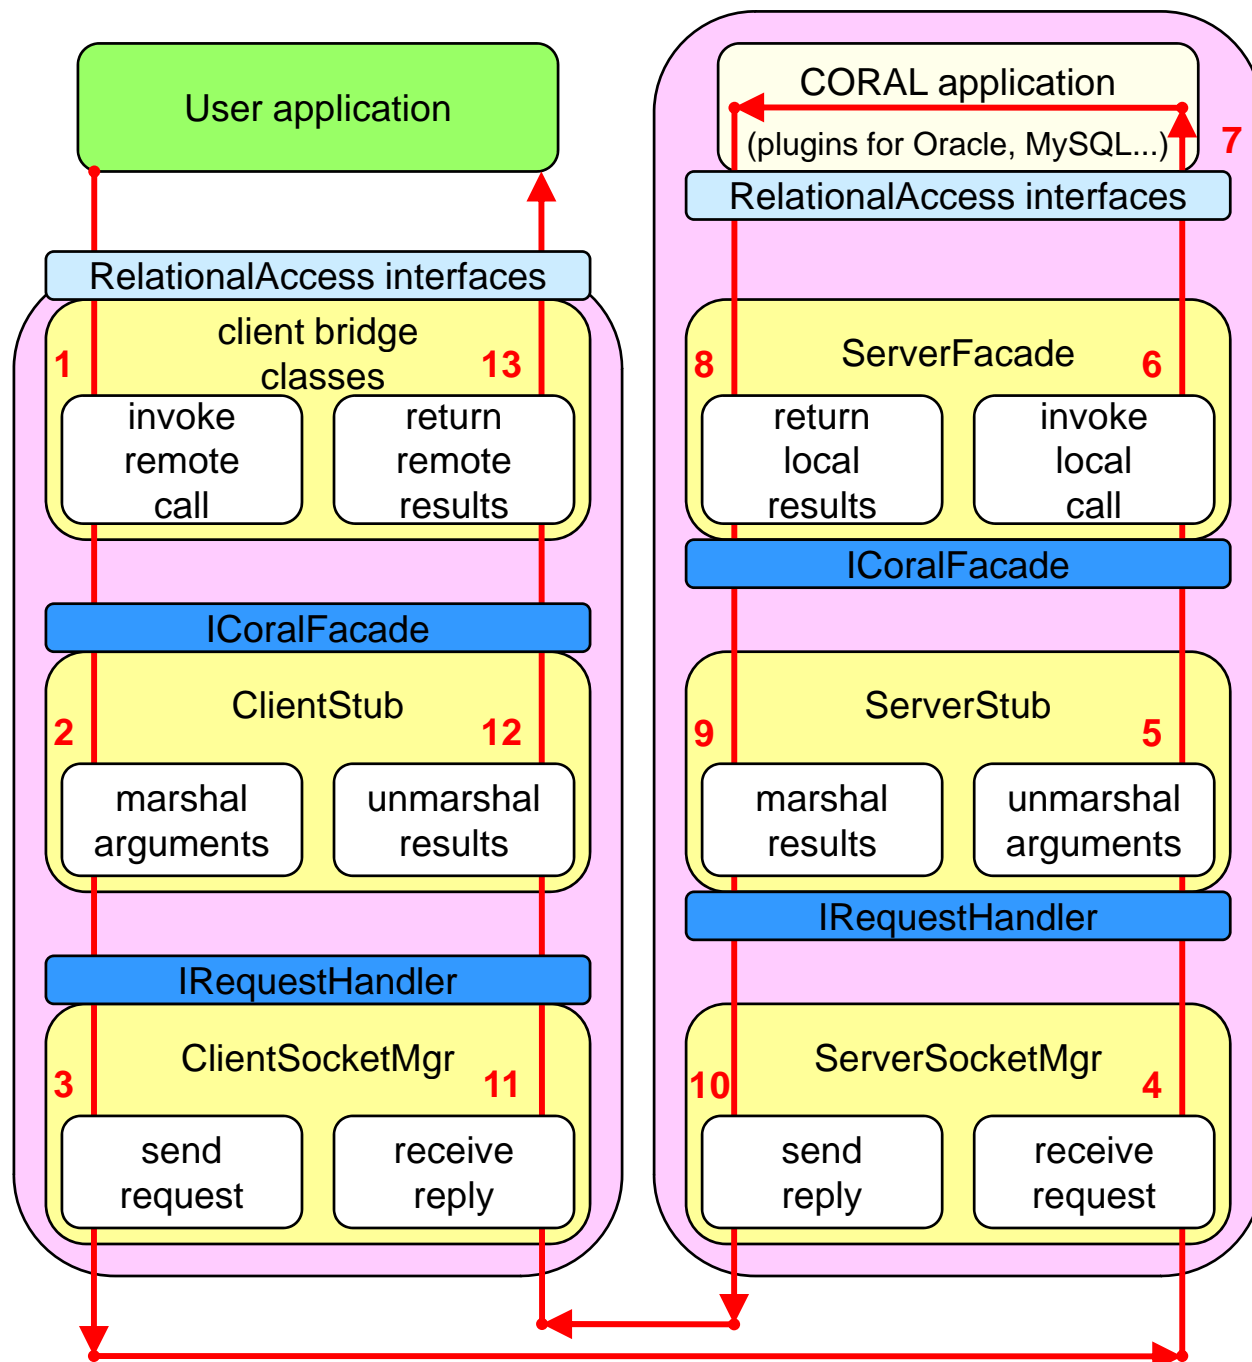 User application
RelationalAccess interfaces
client bridge
classes
1
13
invoke
remote
call
return
remote
results
ICoralFacade
ClientStub
2
12
marshal
arguments
unmarshal
results
IRequestHandler
ClientSocketMgr
3
11
send
request
receive
reply
CORAL application
(plugins for Oracle, MySQL...)
7
RelationalAccess interfaces
ServerFacade
8
6
return
local
results
invoke
local
call
ICoralFacade
ServerStub
9
5
marshal
results
unmarshal
arguments
IRequestHandler
ServerSocketMgr
10
4
send
reply
receive
request